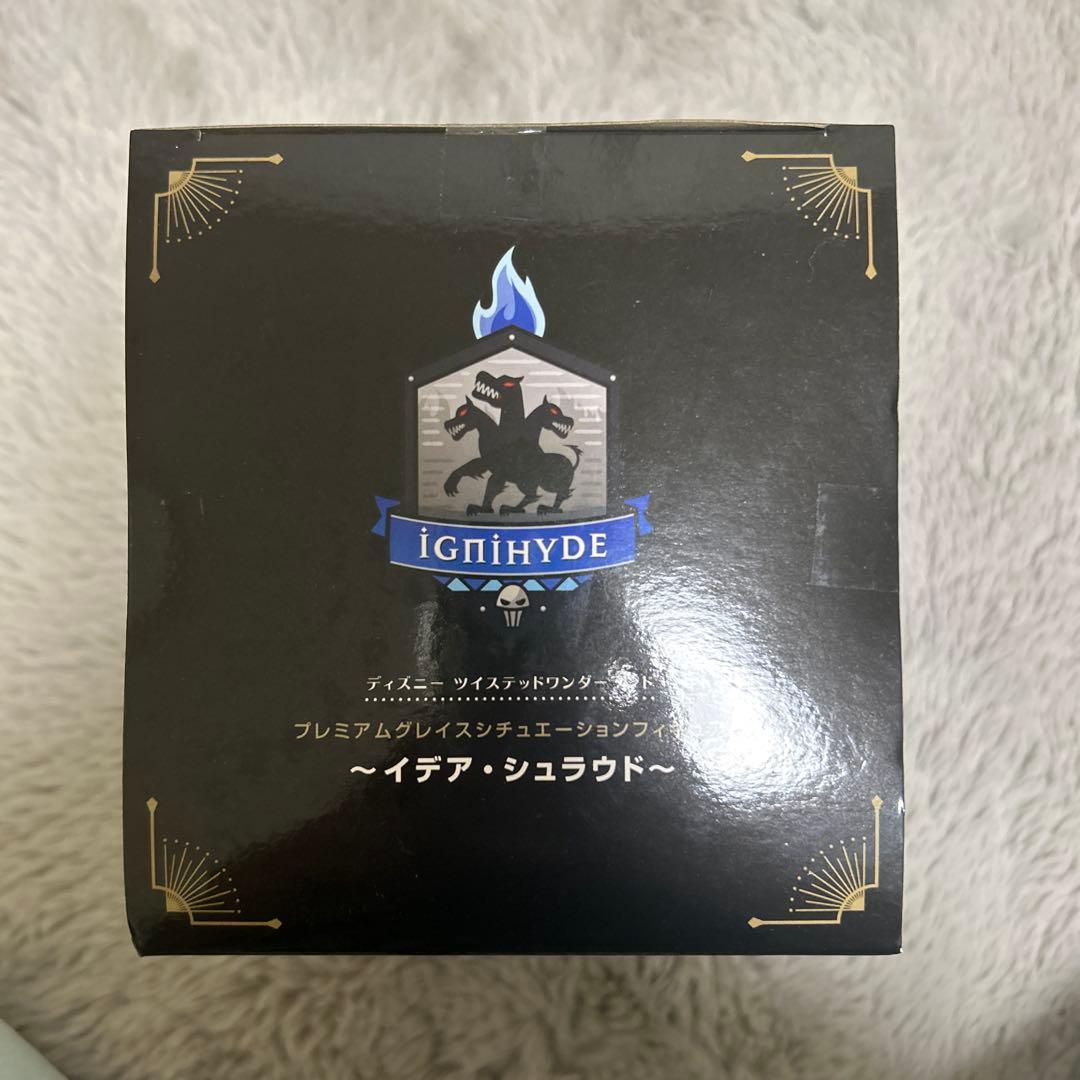 IGNIHYDE
ディズニー ツイステッドワンダー
プレミアムグレイスシチュエーションフィ
～イデア・シュラウド～